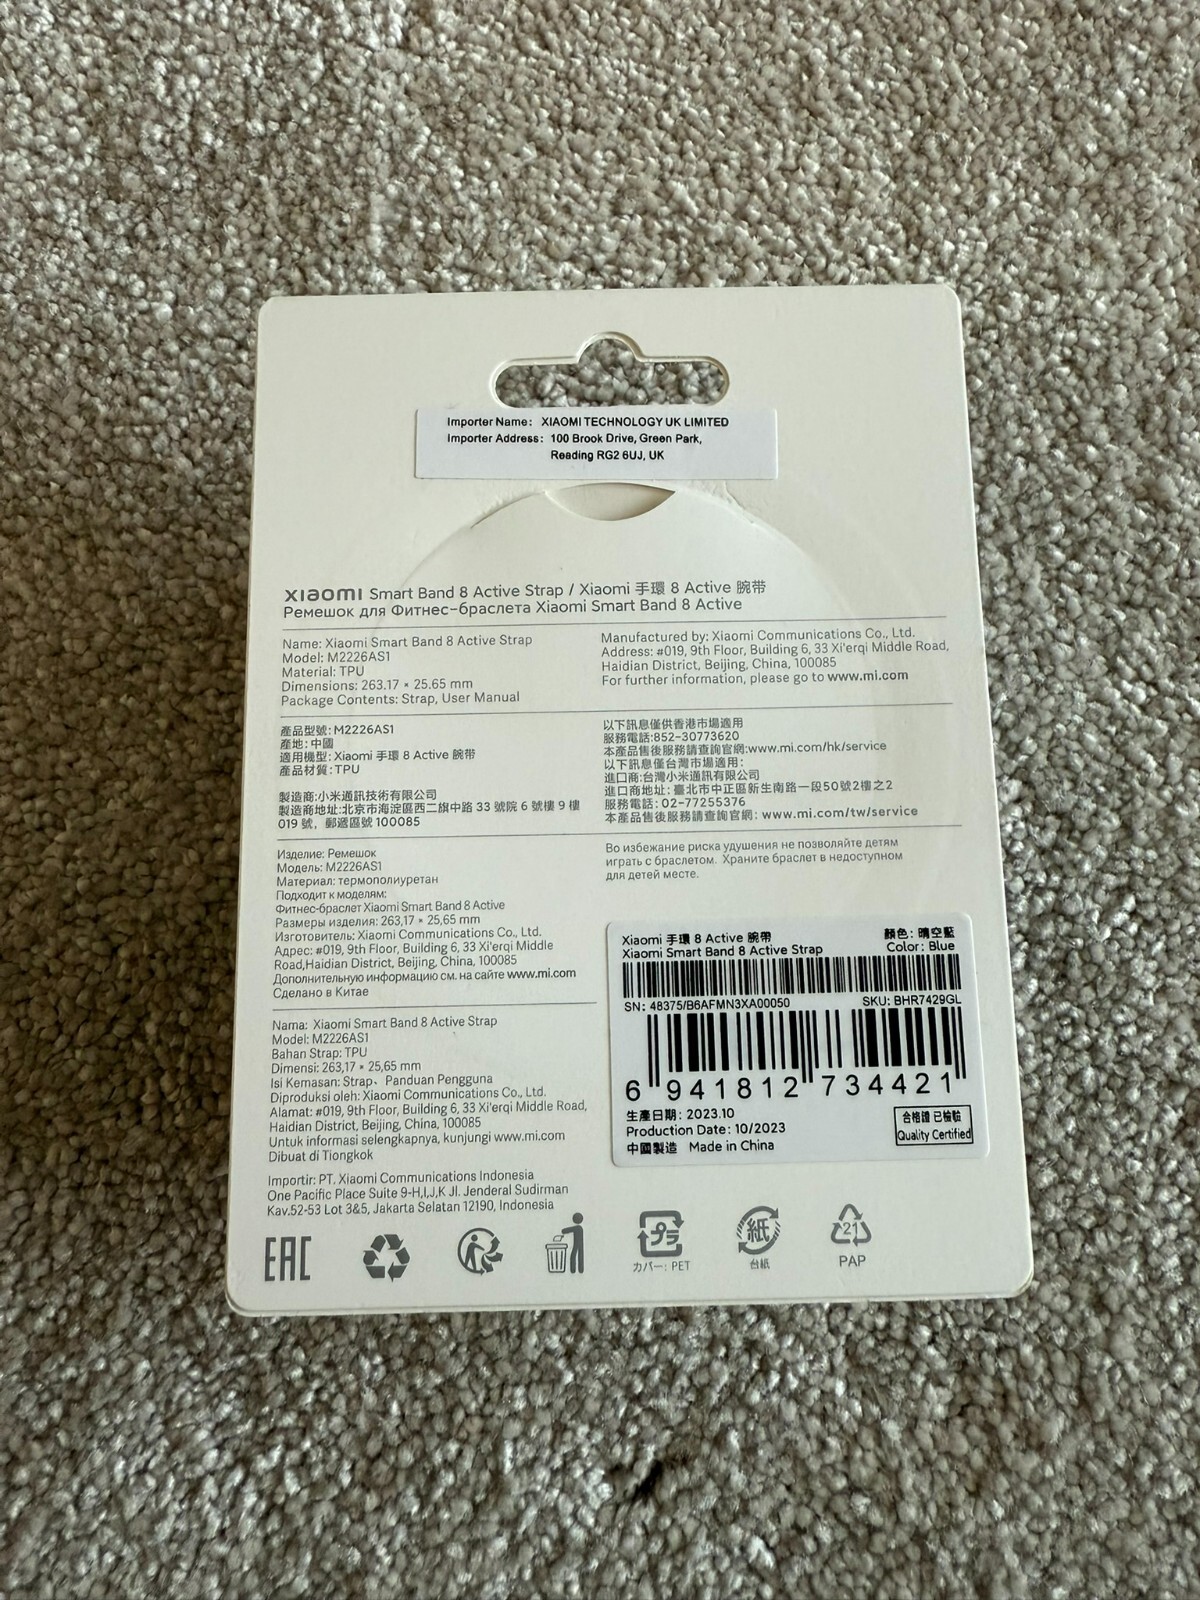 Importer Name: XIAOMI TECHNOLOGY UK LIMITED
Importer Address: 100 Brook Drive, Green Park,
Reading RG2 6UJ, UK
xiaomi Smart Band 8 Active Strap / Xiaomi 手環 8 Active 腕帶
Ремешок для Фитнес-браслета Xiaomi Smart Band 8 Active
Name: Xiaomi Smart Band 8 Active Strap
Model: M2226AS1
Material: TPU
Dimensions: 263.17 × 25.65 mm
Package Contents: Strap, User Manual
Manufactured by: Xiaomi Communications Co., Ltd.
Address: #019, 9th Floor, Building 6, 33 Xi'erqi Middle Road,
Haidian District, Beijing, China, 100085
For further information, please go to www.mi.com
產品型號: M2226AS1
產地: 中國
適用機型: Xiaomi 手環 8 Active 腕帶
產品材質: TPU
製造商:小米通訊技術有限公司
製造商地址:北京市海淀區西二旗中路 33 號院 6 號樓 9 樓
019 號，郵遞區號 100085
以下訊息僅供香港市場適用
服務電話:852-30773620
本產品售後服務請查詢官網:www.mi.com/hk/service
以下訊息僅台灣市場適用:
進口商:台灣小米通訊有限公司
進口商地址: 臺北市中正區新生南路一段50號2樓之2
服務電話: 02-77255376
本產品售後服務請查詢官網: www.mi.com/tw/service
Изделие: Ремешок
Модель: M2226AS1
Материал: термополиуретан
Подходит к моделям:
Фитнес-браслет Xiaomi Smart Band 8 Active
Размеры изделия: 263,17 × 25,65 mm
Изготовитель: Xiaomi Communications Co., Ltd.
Адрес: #019, 9th Floor, Building 6, 33 Xi'erqi Middle
Road,Haidian District, Beijing, China, 100085
Дополнительную информацию см. на сайте www.mi.com
Сделано в Китае
Во избежание риска удушения не позволяйте детям
играть с браслетом. Храните браслет в недоступном
для детей месте.
Nama: Xiaomi Smart Band 8 Active Strap
Model: M2226AS1
Bahan Strap: TPU
Dimensi: 263,17 × 25,65 mm
Isi Kemasan: Strap、Panduan Pengguna
Diproduksi oleh: Xiaomi Communications Co., Ltd.
Alamat: #019, 9th Floor, Building 6, 33 Xi'erqi Middle Road,
Haidian District, Beijing, China, 100085
Untuk informasi selengkapnya, kunjungi www.mi.com
Dibuat di Tiongkok
Importir: PT. Xiaomi Communications Indonesia
One Pacific Place Suite 9-H,I,J,K Jl. Jenderal Sudirman
Kav.52-53 Lot 3&5, Jakarta Selatan 12190, Indonesia
Xiaomi 手環 8 Active 腕帶
顏色: 晴空藍
Xiaomi Smart Band 8 Active Strap
Color: Blue
SN: 48375/B6AFMN3XA00050
SKU: BHR7429GL
6 941812 734421
生產日期: 2023.10
Production Date: 10/2023
中國製造 Made in China
合格證 已檢驗
Quality Certified
EAC
プラ
カバー: PET
紙
台紙
21
PAP